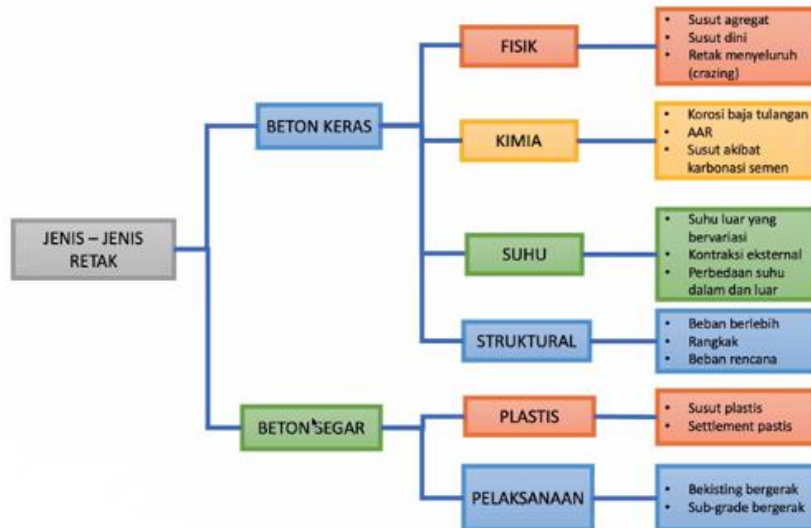 JENIS – JENIS
RETAK
BETON KERAS
FISIK
• Susut agregat
• Susut dini
• Retak menyeluruh
(crazing)
KIMIA
• Korosi baja tulangan
• AAR
• Susut akibat
karbonasi semen
SUHU
• Suhu luar yang
bervariasi
• Kontraksi eksternal
• Perbedaan suhu
dalam dan luar
STRUKTURAL
• Beban berlebih
• Rangkak
• Beban rencana
BETON SEGAR
PLASTIS
• Susut plastis
• Settlement pastis
PELAKSANAAN
• Bekisting bergerak
• Sub-grade bergerak